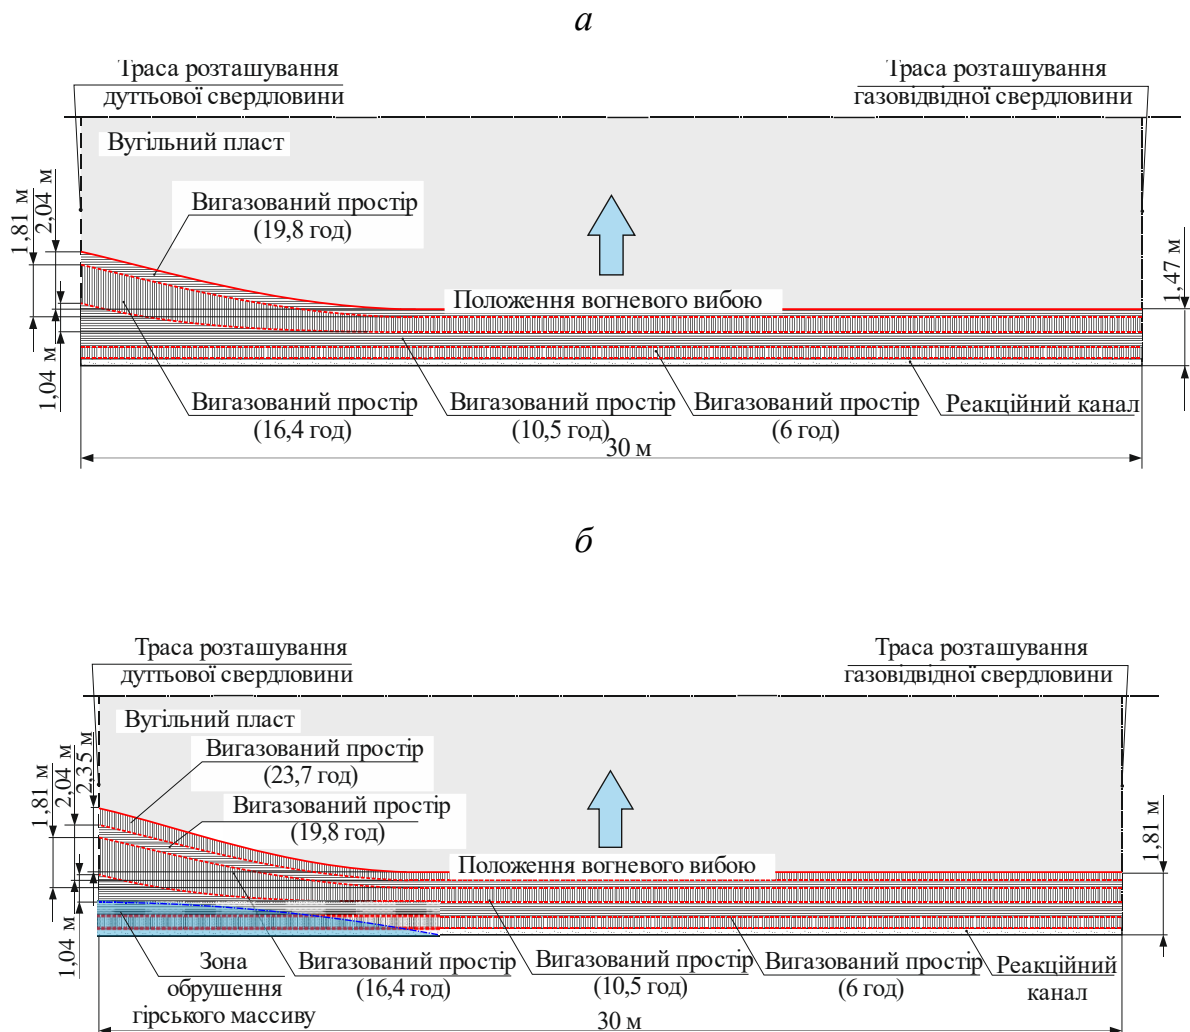 а
Траса розташування
дуттьової свердловини
Траса розташування
газовідвідної свердловини
Вугільний пласт
Вигазований простір
(19,8 год)
1,81 м
2,04 м
1,04 м
Положення вогневого вибою
1,47 м
Вигазований простір
(16,4 год)
Вигазований простір
(10,5 год)
Вигазований простір
(6 год)
Реакційний канал
30 м
б
Траса розташування
дуттьової свердловини
Траса розташування
газовідвідної свердловини
Вугільний пласт
Вигазований простір
(23,7 год)
Вигазований простір
(19,8 год)
1,81 м
2,04 м
2,35 м
1,04 м
Положення вогневого вибою
1,81 м
Зона
обрушення
гірського массиву
Вигазований простір
(16,4 год)
Вигазований простір
(10,5 год)
Вигазований простір
(6 год)
Реакційний
канал
30 м